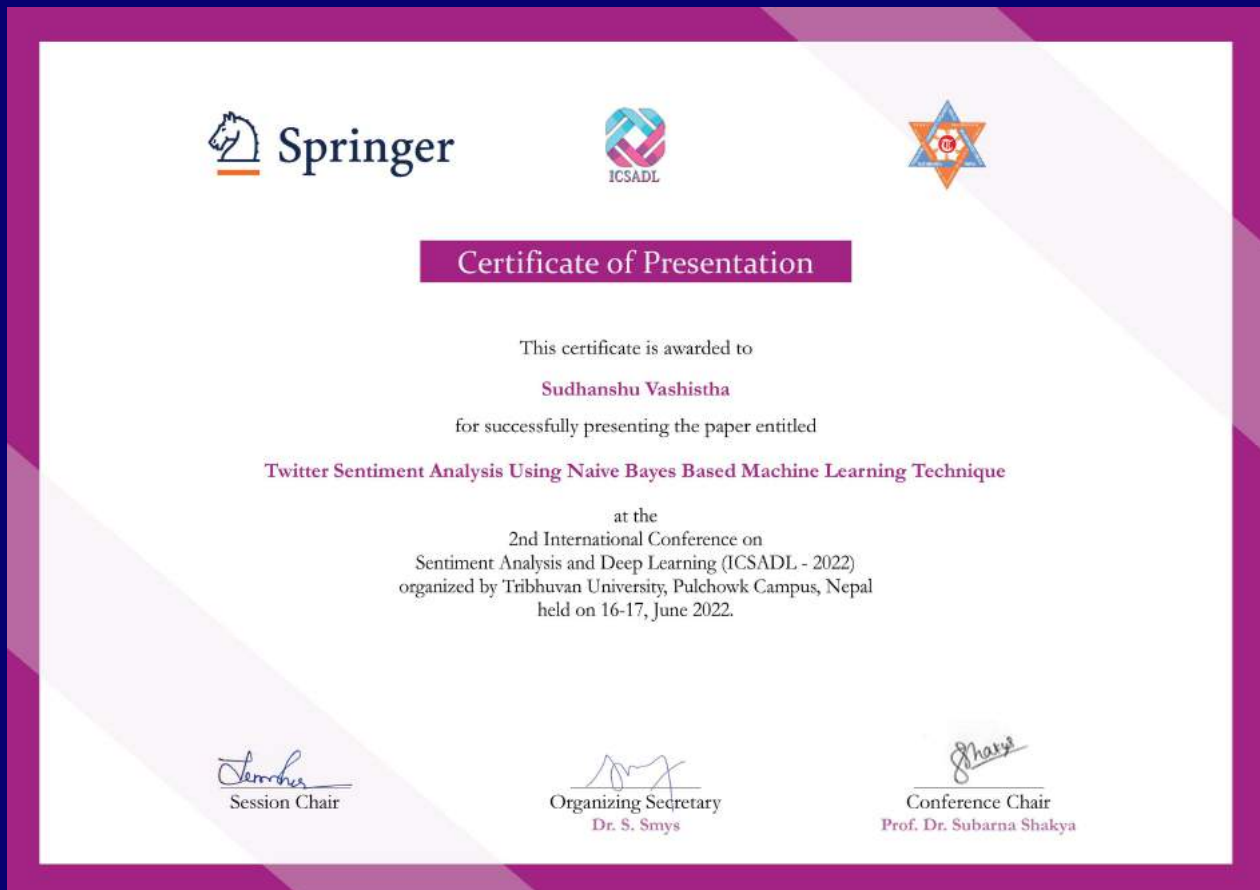 Springer
ICSADL
Certificate of Presentation
This certificate is awarded to
Sudhanshu Vashistha
for successfully presenting the paper entitled
Twitter Sentiment Analysis Using Naive Bayes Based Machine Learning Technique
at the
2nd International Conference on
Sentiment Analysis and Deep Learning (ICSADL - 2022)
organized by Tribhuvan University, Pulchowk Campus, Nepal
held on 16-17, June 2022.
Session Chair
Organizing Secretary
Dr. S. Smys
Shakya
Conference Chair
Prof. Dr. Subarna Shakya